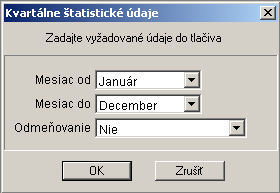 Kvartálne štatistické údaje
Zadajte vyžadované údaje do tlačiva
Mesiac od Január
Mesiac do December
Odmeňovanie Nie
OK Zrušiť